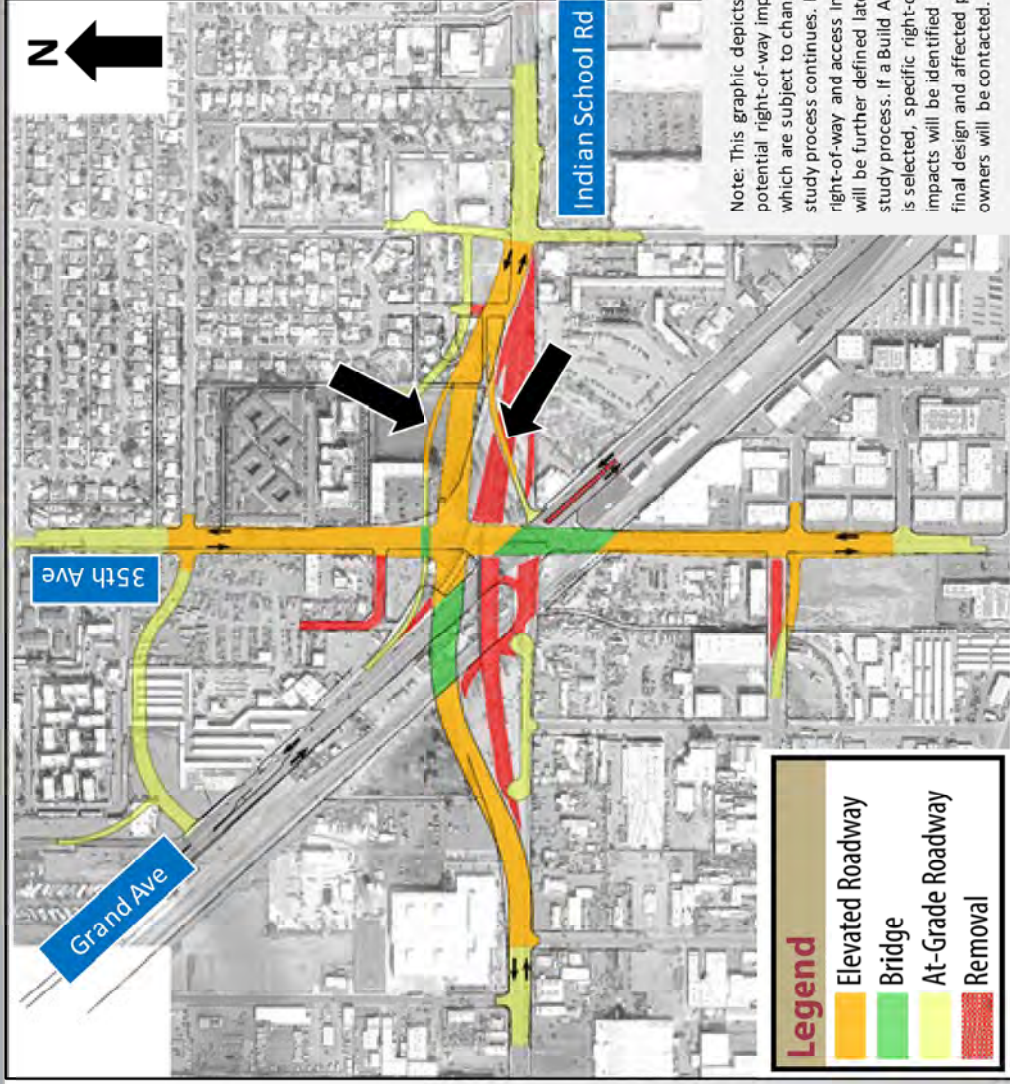 N
Indian School Rd
35th Ave
Grand Ave
Note: This graphic depicts
potential right-of-way imp
which are subject to chan
study process continues.
right-of-way and access In
will be further defined late
study process. If a Build A
is selected, specific right-o
impacts will be identified
final design and affected p
owners will be contacted.
Legend
Elevated Roadway
Bridge
At-Grade Roadway
Removal